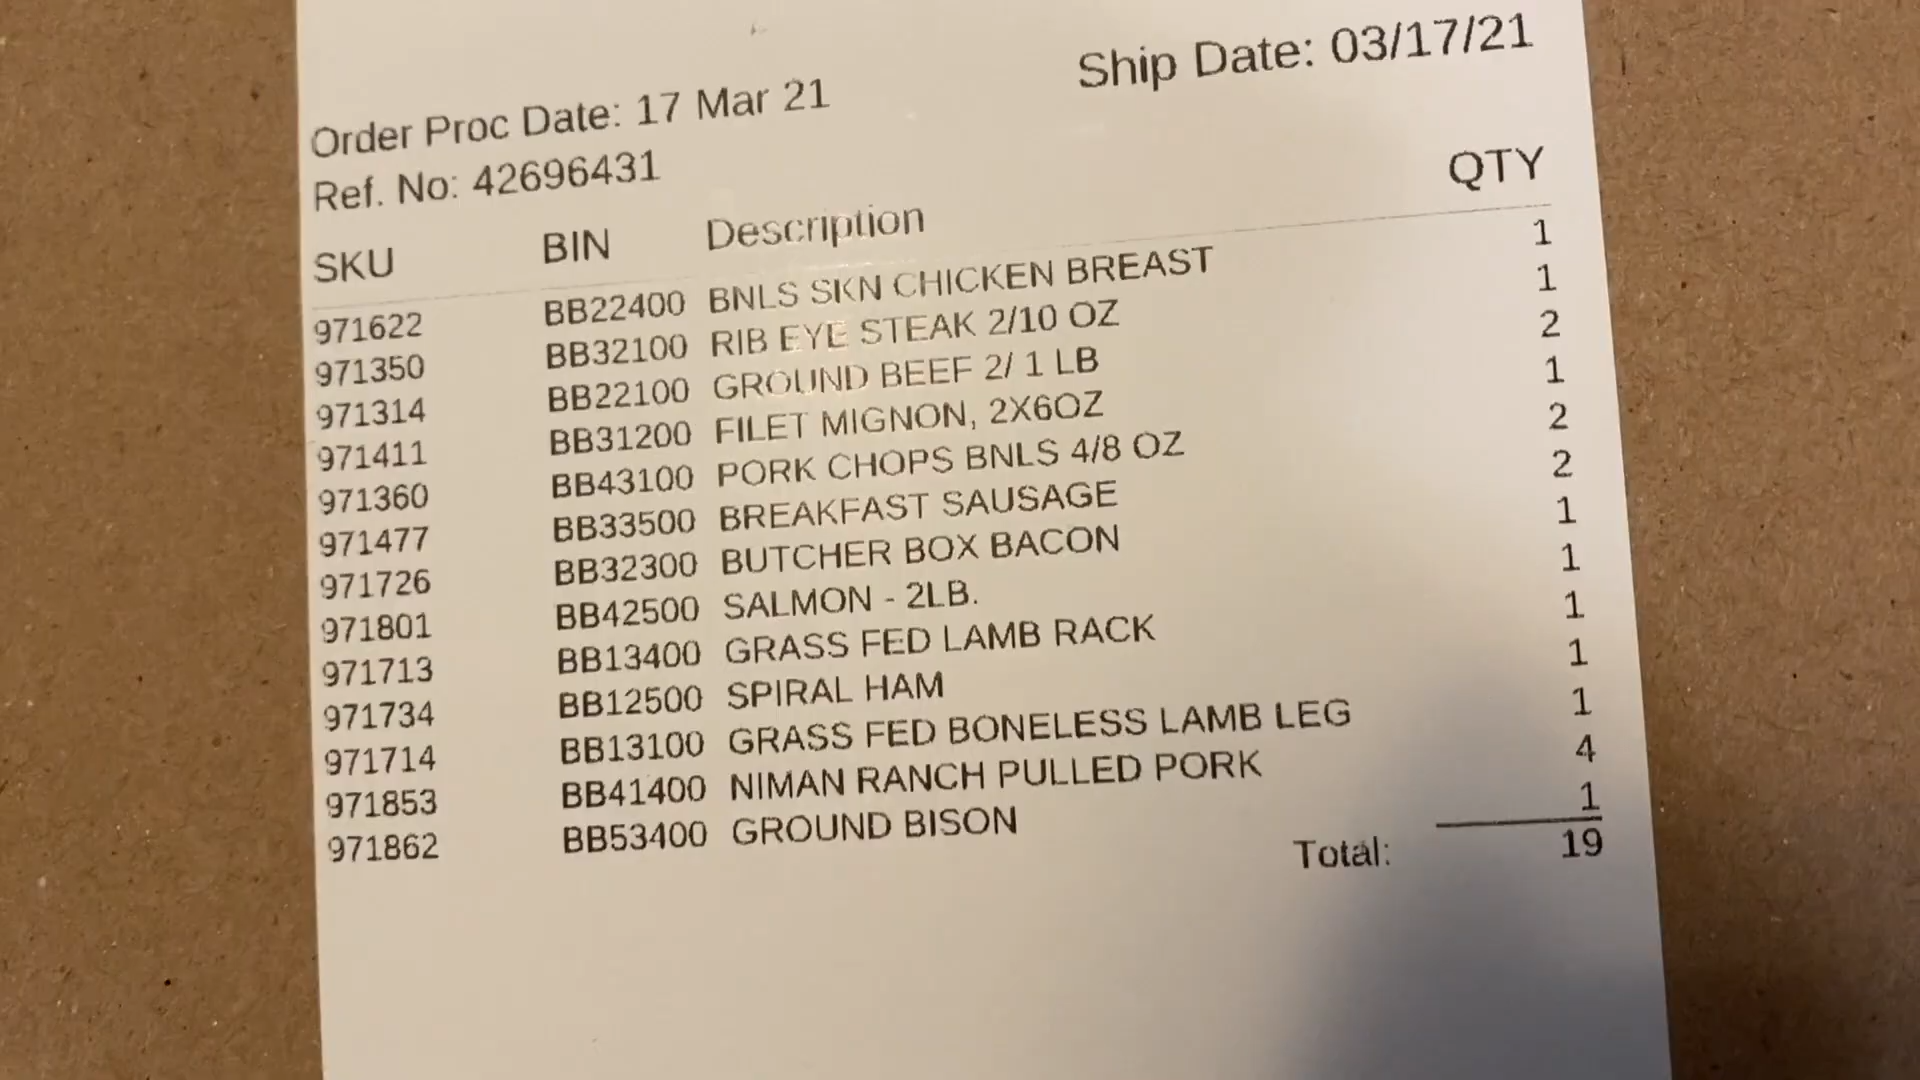 Ship Date: 03/17/21
Order Proc Date: 17 Mar 21
Ref. No: 42696431
SKU BIN Description QTY
971622 BB22400 BNLS SKN CHICKEN BREAST 1
971350 BB32100 RIB EYE STEAK 2/10 OZ 1
971314 BB22100 GROUND BEEF 2/ 1 LB 2
971411 BB31200 FILET MIGNON, 2X6OZ 1
971360 BB43100 PORK CHOPS BNLS 4/8 OZ 2
971477 BB33500 BREAKFAST SAUSAGE 2
971726 BB32300 BUTCHER BOX BACON 1
971801 BB42500 SALMON - 2LB. 1
971713 BB13400 GRASS FED LAMB RACK 1
971734 BB12500 SPIRAL HAM 1
971714 BB13100 GRASS FED BONELESS LAMB LEG 1
971853 BB41400 NIMAN RANCH PULLED PORK 4
971862 BB53400 GROUND BISON 1
Total: 19